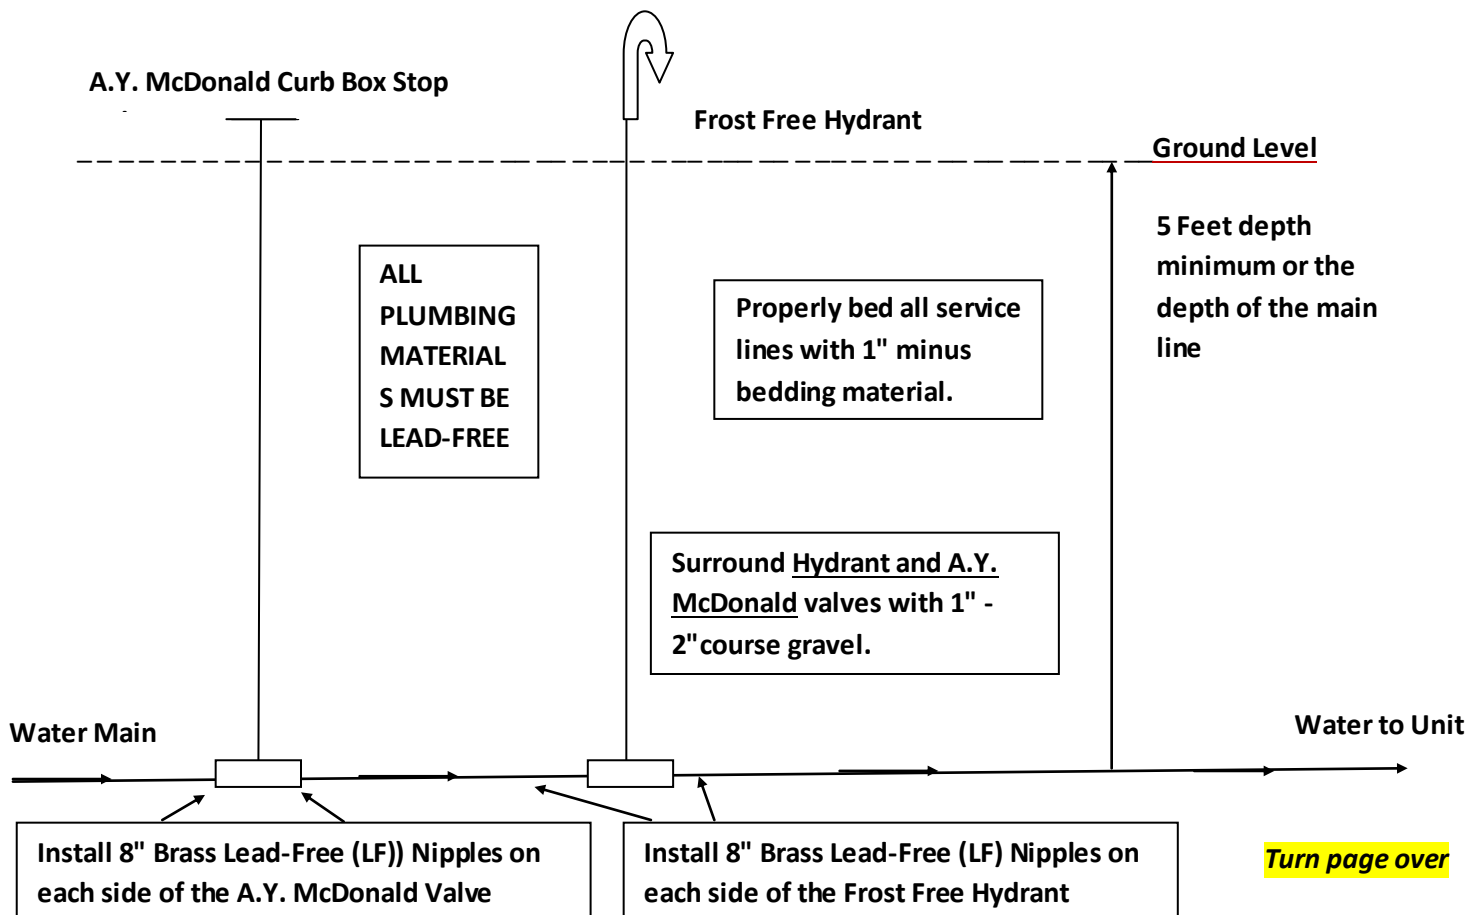 A.Y. McDonald Curb Box Stop
Frost Free Hydrant
Ground Level
5 Feet depth
minimum or the
depth of the main
line
ALL
PLUMBING
MATERIAL
S MUST BE
LEAD-FREE
Properly bed all service
lines with 1" minus
bedding material.
Surround Hydrant and A.Y.
McDonald valves with 1" -
2"course gravel.
Water Main
Water to Unit
Install 8" Brass Lead-Free (LF)) Nipples on
each side of the A.Y. McDonald Valve
Install 8" Brass Lead-Free (LF) Nipples on
each side of the Frost Free Hydrant
Turn page over